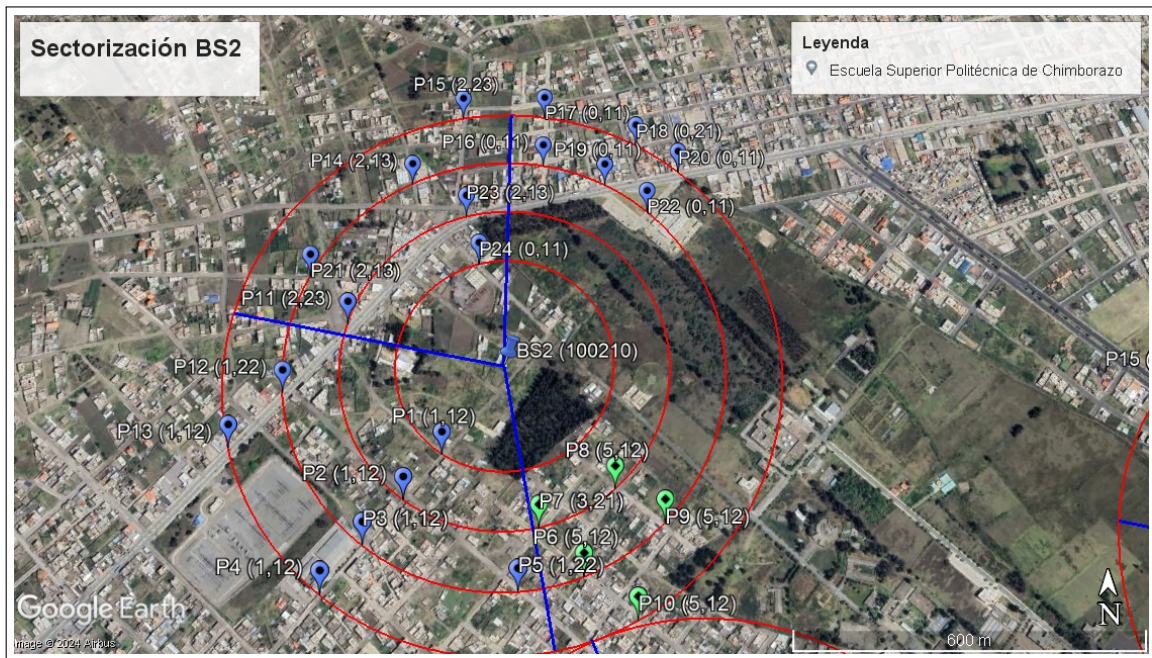 Sectorización BS2
Leyenda
Escuela Superior Politécnica de Chimborazo
P15 (2,23)
P17 (0,11)
P18 (0,21)
P16 (0,11)
P19 (0,11)
P20 (0,11)
P14 (2,13)
P23 (2,13)
P22 (0,11)
P24 (0,11)
P21 (2,13)
P11 (2,23)
BS2 (100210)
P15 (
P12 (1,22)
P1 (1,12)
P13 (1,12)
P8 (5,12)
P2 (1,12)
P7 (3,21)
P9 (5,12)
P3 (1,12)
P6 (5,12)
P5 (1,22)
P4 (1,12)
P10 (5,12)
Google Earth
N
Image © 2024 Airbus
600 m